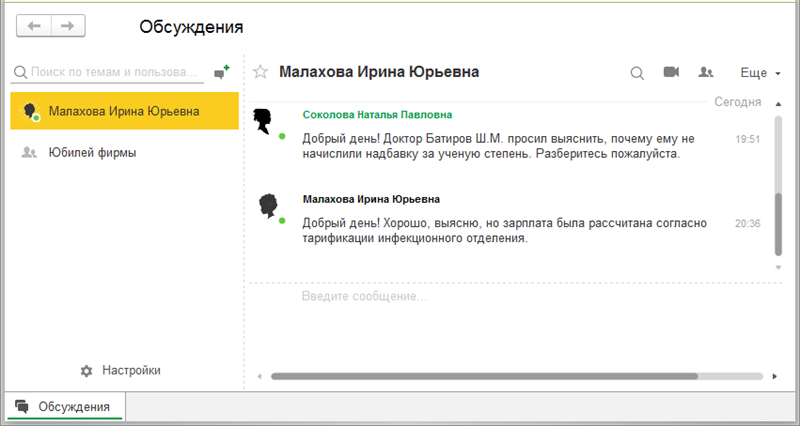 Обсуждения
Поиск по темам и пользова...
Малахова Ирина Юрьевна
Еще
Малахова Ирина Юрьевна
Юбилей фирмы
Сегодня
Соколова Наталья Павловна
Добрый день! Доктор Батиров Ш.М. просил выяснить, почему ему не
19:51
начислили надбавку за ученую степень. Разберитесь пожалуйста.
Малахова Ирина Юрьевна
Добрый день! Хорошо, выясню, но зарплата была рассчитана согласно
20:36
тарификации инфекционного отделения.
Введите сообщение...
Настройки
Обсуждения